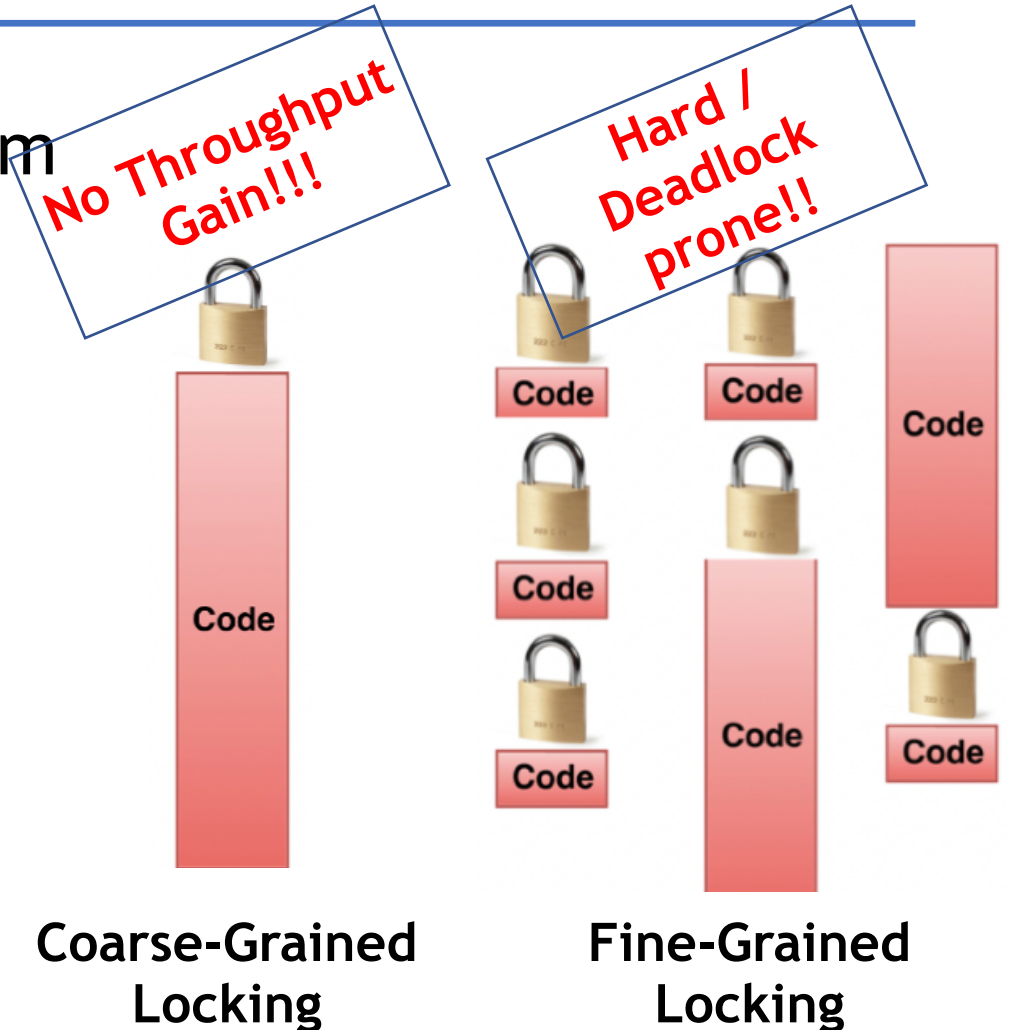 m
No Throughput
Gain!!!
Hard /
Deadlock
prone!!
Code
Code
Code
Code
Code
Code
Code
Code
Coarse-Grained
Locking
Fine-Grained
Locking